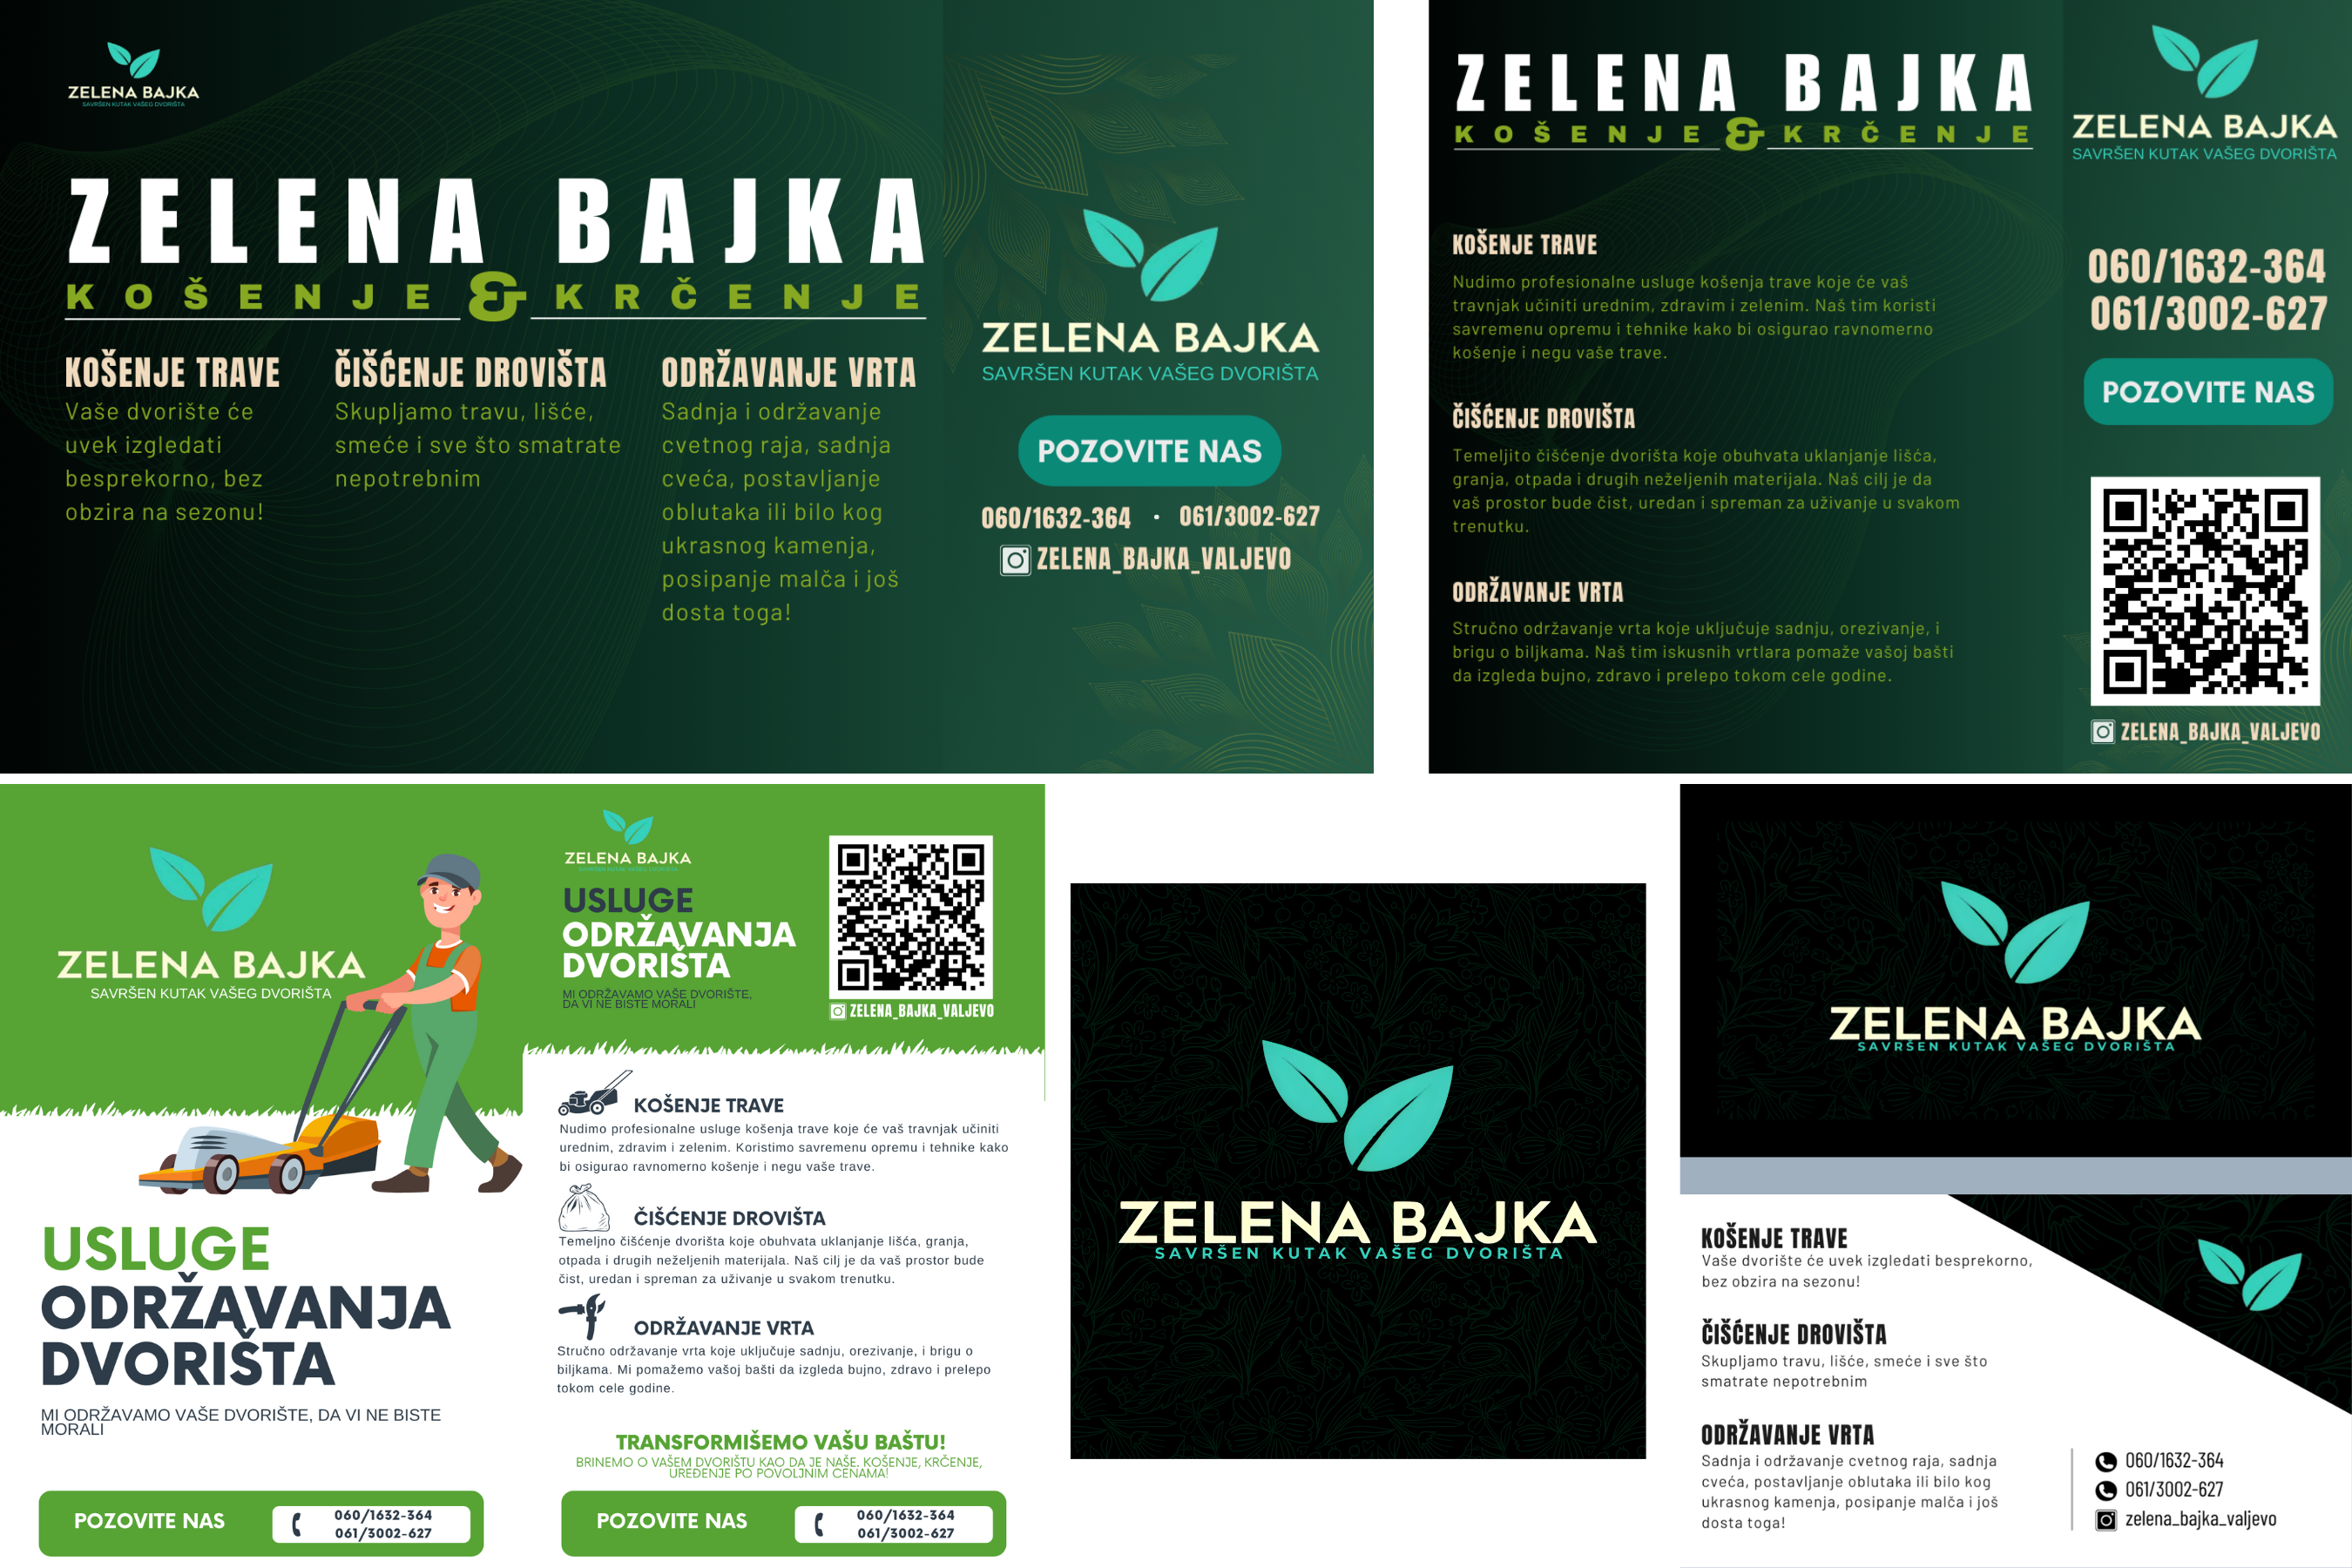 ZELENA BAJKA
SAVRŠEN KUTAK VAŠEG DVORIŠTA
ZELENA BAJKA
KOŠENJE & KRČENJE
KOŠENJE TRAVE
Vaše dvorište će
uvek izgledati
besprekorno, bez
obzira na sezonu!
ČIŠĆENJE DROVIŠTA
Skupljamo travu, lišće,
smeće i sve što smatrate
nepotrebnim
ODRŽAVANJE VRTA
Sadnja i održavanje
cvetnog raja, sadnja
cveća, postavljanje
oblutaka ili bilo kog
ukrasnog kamenja,
posipanje malča i još
dosta toga!
ZELENA BAJKA
SAVRŠEN KUTAK VAŠEG DVORIŠTA
POZOVITE NAS
060/1632-364 · 061/3002-627
ZELENA_BAJKA_VALJEVO
ZELENA BAJKA
KOŠENJE & KRČENJE
KOŠENJE TRAVE
Nudimo profesionalne usluge košenja trave koje će vaš
travnjak učiniti urednim, zdravim i zelenim. Naš tim koristi
savremenu opremu i tehnike kako bi osigurao ravnomerno
košenje i negu vaše trave.
ČIŠĆENJE DROVIŠTA
Temeljito čišćenje dvorišta koje obuhvata uklanjanje lišća,
granja, otpada i drugih neželjenih materijala. Naš cilj je da
vaš prostor bude čist, uredan i spreman za uživanje u svakom
trenutku.
ODRŽAVANJE VRTA
Stručno održavanje vrta koje uključuje sadnju, orezivanje, i
brigu o biljkama. Naš tim iskusnih vrtlara pomaže vašoj bašti
da izgleda bujno, zdravo i prelepo tokom cele godine.
ZELENA BAJKA
SAVRŠEN KUTAK VAŠEG DVORIŠTA
060/1632-364
061/3002-627
POZOVITE NAS
ZELENA_BAJKA_VALJEVO
ZELENA BAJKA
SAVRŠEN KUTAK VAŠEG DVORIŠTA
USLUGE
ODRŽAVANJA
DVORIŠTA
MI ODRŽAVAMO VAŠE DVORIŠTE, DA VI NE BISTE
MORALI
POZOVITE NAS
060/1632-364
061/3002-627
ZELENA BAJKA
SAVRŠEN KUTAK VAŠEG DVORIŠTA
USLUGE
ODRŽAVANJA
DVORIŠTA
MI ODRŽAVAMO VAŠE DVORIŠTE,
DA VI NE BISTE MORALI
ZELENA_BAJKA_VALJEVO
KOŠENJE TRAVE
Nudimo profesionalne usluge košenja trave koje će vaš travnjak učiniti
urednim, zdravim i zelenim. Koristimo savremenu opremu i tehnike kako
bi osigurao ravnomerno košenje i negu vaše trave.
ČIŠĆENJE DROVIŠTA
Temeljno čišćenje dvorišta koje obuhvata uklanjanje lišća, granja,
otpada i drugih neželjenih materijala. Naš cilj je da vaš prostor bude
čist, uredan i spreman za uživanje u svakom trenutku.
ODRŽAVANJE VRTA
Stručno održavanje vrta koje uključuje sadnju, orezivanje, i brigu o
biljkama. Mi pomažemo vašoj bašti da izgleda bujno, zdravo i prelepo
tokom cele godine.
TRANSFORMIŠEMO VAŠU BAŠTU!
BRINEMO O VAŠEM DVORIŠTU KAO DA JE NAŠE. KOŠENJE, KRČENJE,
UREĐENJE PO POVOLJNIM CENAMA!
POZOVITE NAS
060/1632-364
061/3002-627
ZELENA BAJKA
SAVRŠEN KUTAK VAŠEG DVORIŠTA
ZELENA BAJKA
SAVRŠEN KUTAK VAŠEG DVORIŠTA
KOŠENJE TRAVE
Vaše dvorište će uvek izgledati besprekorno,
bez obzira na sezonu!
ČIŠĆENJE DROVIŠTA
Skupljamo travu, lišće, smeće i sve što
smatrate nepotrebnim
ODRŽAVANJE VRTA
Sadnja i održavanje cvetnog raja, sadnja
cveća, postavljanje oblutaka ili bilo kog
ukrasnog kamenja, posipanje malča i još
dosta toga!
060/1632-364
061/3002-627
zelena_bajka_valjevo